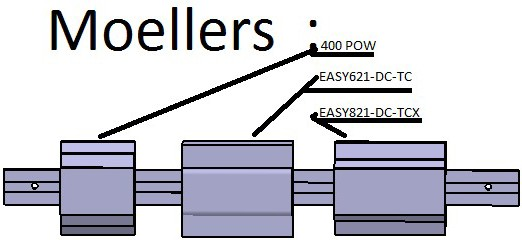 Moellers :
400 POW
EASY621-DC-TC
EASY821-DC-TCX